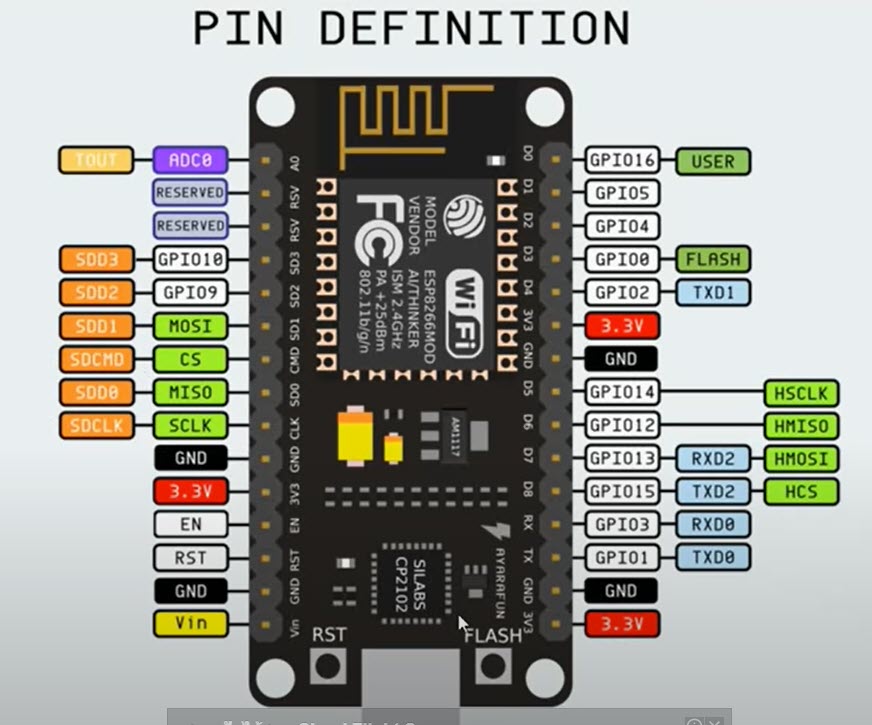 PIN DEFINITION
TOUT ADC0 A0 D0 GPIO16 USER
RESERVED RSV D1 GPIO5
RESERVED RSV D2 GPIO4
SDD3 GPIO10 SD3 D3 GPIO0 FLASH
SDD2 GPIO9 SD2 D4 GPIO2 TXD1
SDD1 MOSI SD1 3V3 3.3V
SDCMD CS CMD GND GND
SDD0 MISO SD0 D5 GPIO14 HSCLK
SDCLK SCLK CLK D6 GPIO12 HMISO
GND GND D7 GPIO13 RXD2 HMOSI
3.3V 3V3 D8 GPIO15 TXD2 HCS
EN EN RX GPIO3 RXD0
RST RST TX GPIO1 TXD0
GND GND GND GND
Vin Vin 3V3 3.3V
MODEL ESP8266MOD
VENDOR AI/THINKER
ISM 2.4GHz
PA +25dBm
802.11b/g/n
FC
Wi Fi
AM1117
SILABS
CP2102
AYARAFUN
RST
FLASH